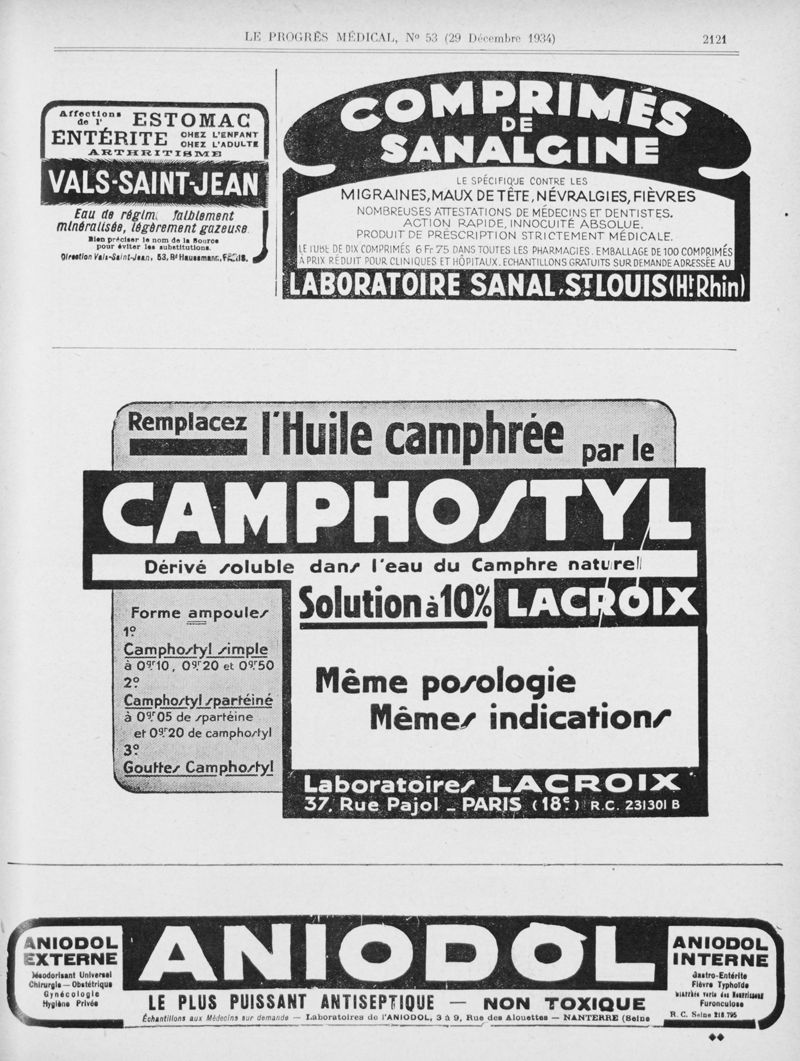 LE PROGRÈS MÉDICAL, No 53 (29 Décembre 1934) 2121
Affections de l' ESTOMAC
ENTÉRITE CHEZ L'ENFANT CHEZ L'ADULTE
ARTHRITISME
VALS-SAINT-JEAN
Eau de régime faiblement
minéralisée, légèrement gazeuse
Bien préciser le nom de la Source
pour éviter les substitutions.
Direction Vals-Saint-Jean, 53, Bd Haussmann, PARIS.
COMPRIMÉS
DE
SANALGINE
LE SPÉCIFIQUE CONTRE LES
MIGRAINES, MAUX DE TÊTE, NÉVRALGIES, FIÈVRES
NOMBREUSES ATTESTATIONS DE MÉDECINS ET DENTISTES.
ACTION RAPIDE, INNOCUITÉ ABSOLUE.
PRODUIT DE PRESCRIPTION STRICTEMENT MÉDICALE.
LE TUBE DE DIX COMPRIMÉS 6 Fr 75 DANS TOUTES LES PHARMACIES. EMBALLAGE DE 100 COMPRIMÉS
À PRIX RÉDUIT POUR CLINIQUES ET HÔPITAUX. ECHANTILLONS GRATUITS SUR DEMANDE ADRESSÉE AU
LABORATOIRE SANAL, ST LOUIS (Ht Rhin)
Remplacez l'Huile camphrée par le
CAMPHOSTYL
Dérivé soluble dans l'eau du Camphre naturel
Solution à 10% LACROIX
Forme ampoules
1º
Camphostyl simple
à 0gr10, 0gr20 et 0gr50
2º
Camphostyl spartéiné
à 0gr05 de spartéine
et 0gr20 de camphostyl
3º
Gouttes Camphostyl
Même posologie
Mêmes indications
Laboratoires LACROIX
37, Rue Pajol - PARIS (18e) R.C. 231301 B
ANIODOL
EXTERNE
Désodorisant Universel
Chirurgie — Obstétrique
Gynécologie
Hygiène Privée
ANIODOL
LE PLUS PUISSANT ANTISEPTIQUE — NON TOXIQUE
Échantillons aux Médecins sur demande — Laboratoires de l'ANIODOL, 3 à 9, Rue des Alouettes — NANTERRE (Seine
ANIODOL
INTERNE
Gastro-Entérite
Fièvre Typhoïde
Diarrhée verte des Nourrissons
Furonculose
R. C. Seine 218.795